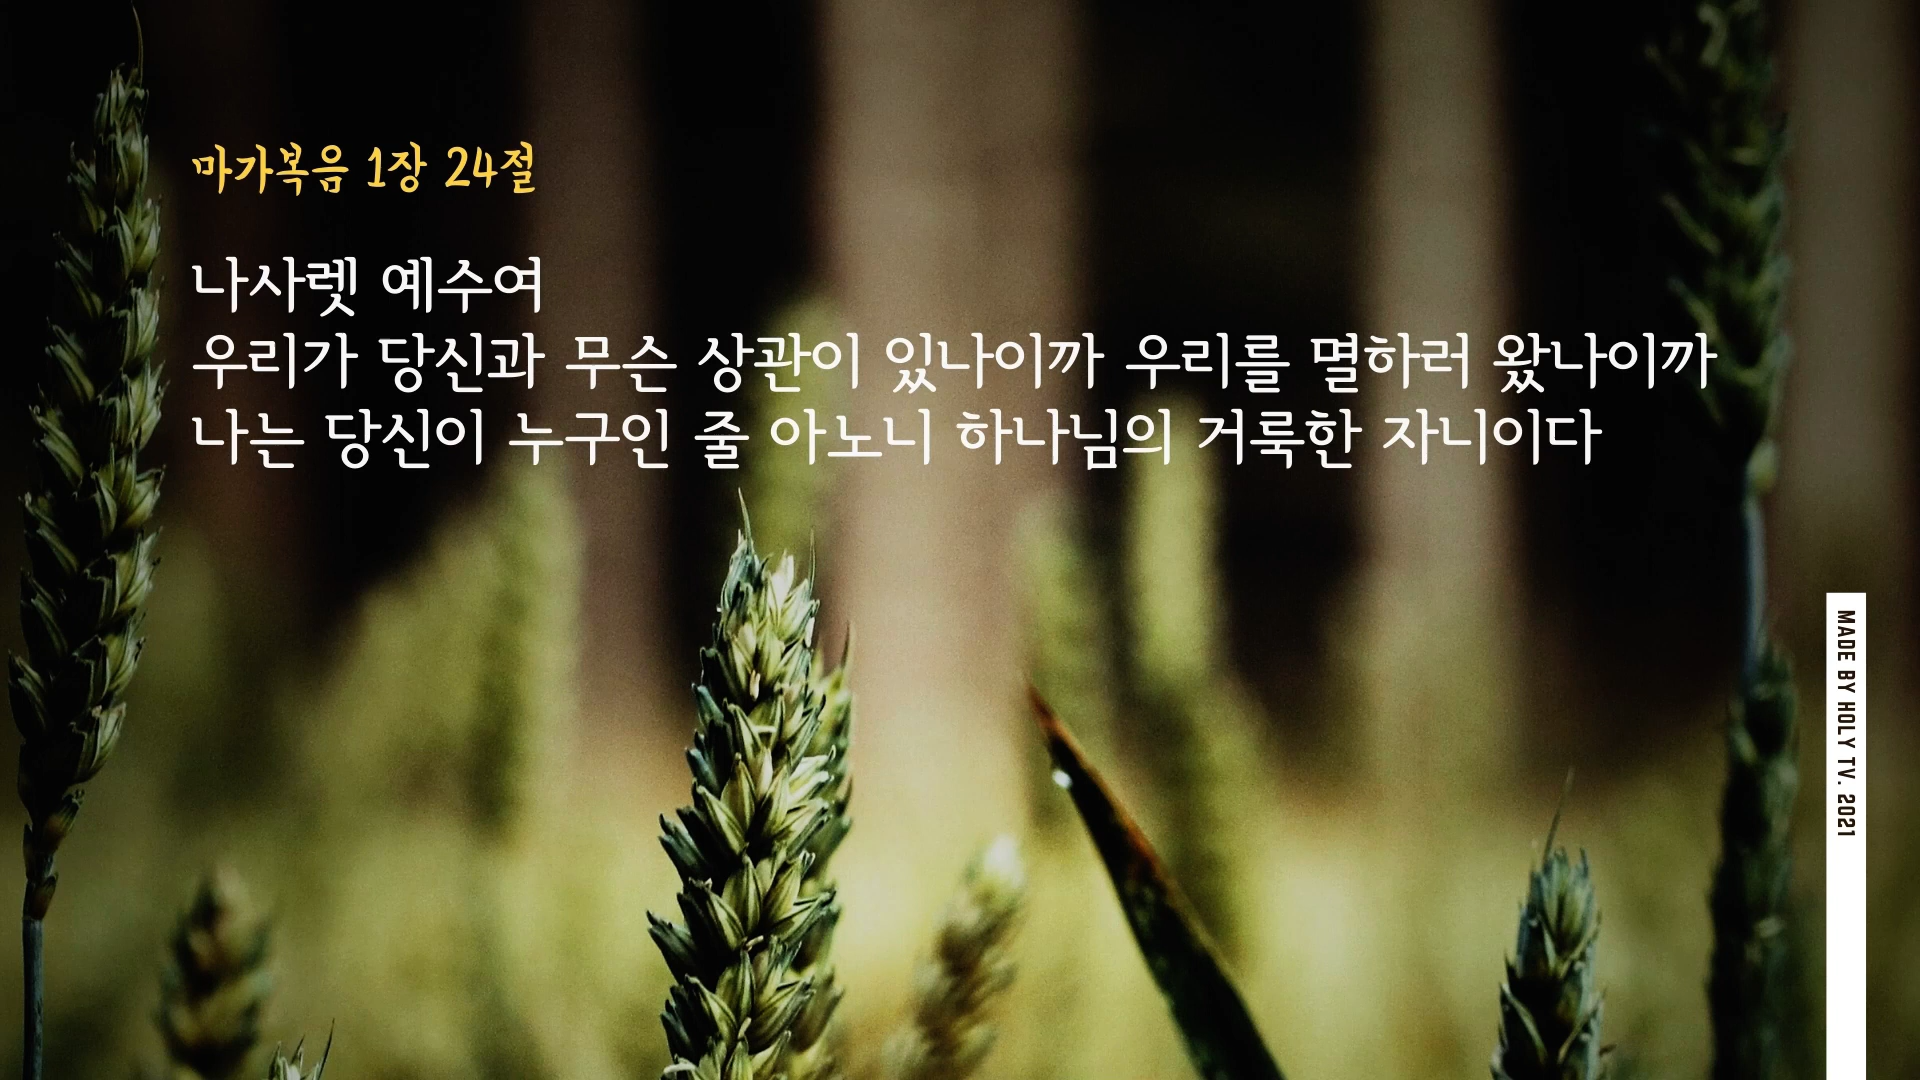 마가복음 1장 24절
나사렛 예수여
우리가 당신과 무슨 상관이 있나이까 우리를 멸하러 왔나이까
나는 당신이 누구인 줄 아노니 하나님의 거룩한 자니이다
MADE BY HOLY TV. 2021